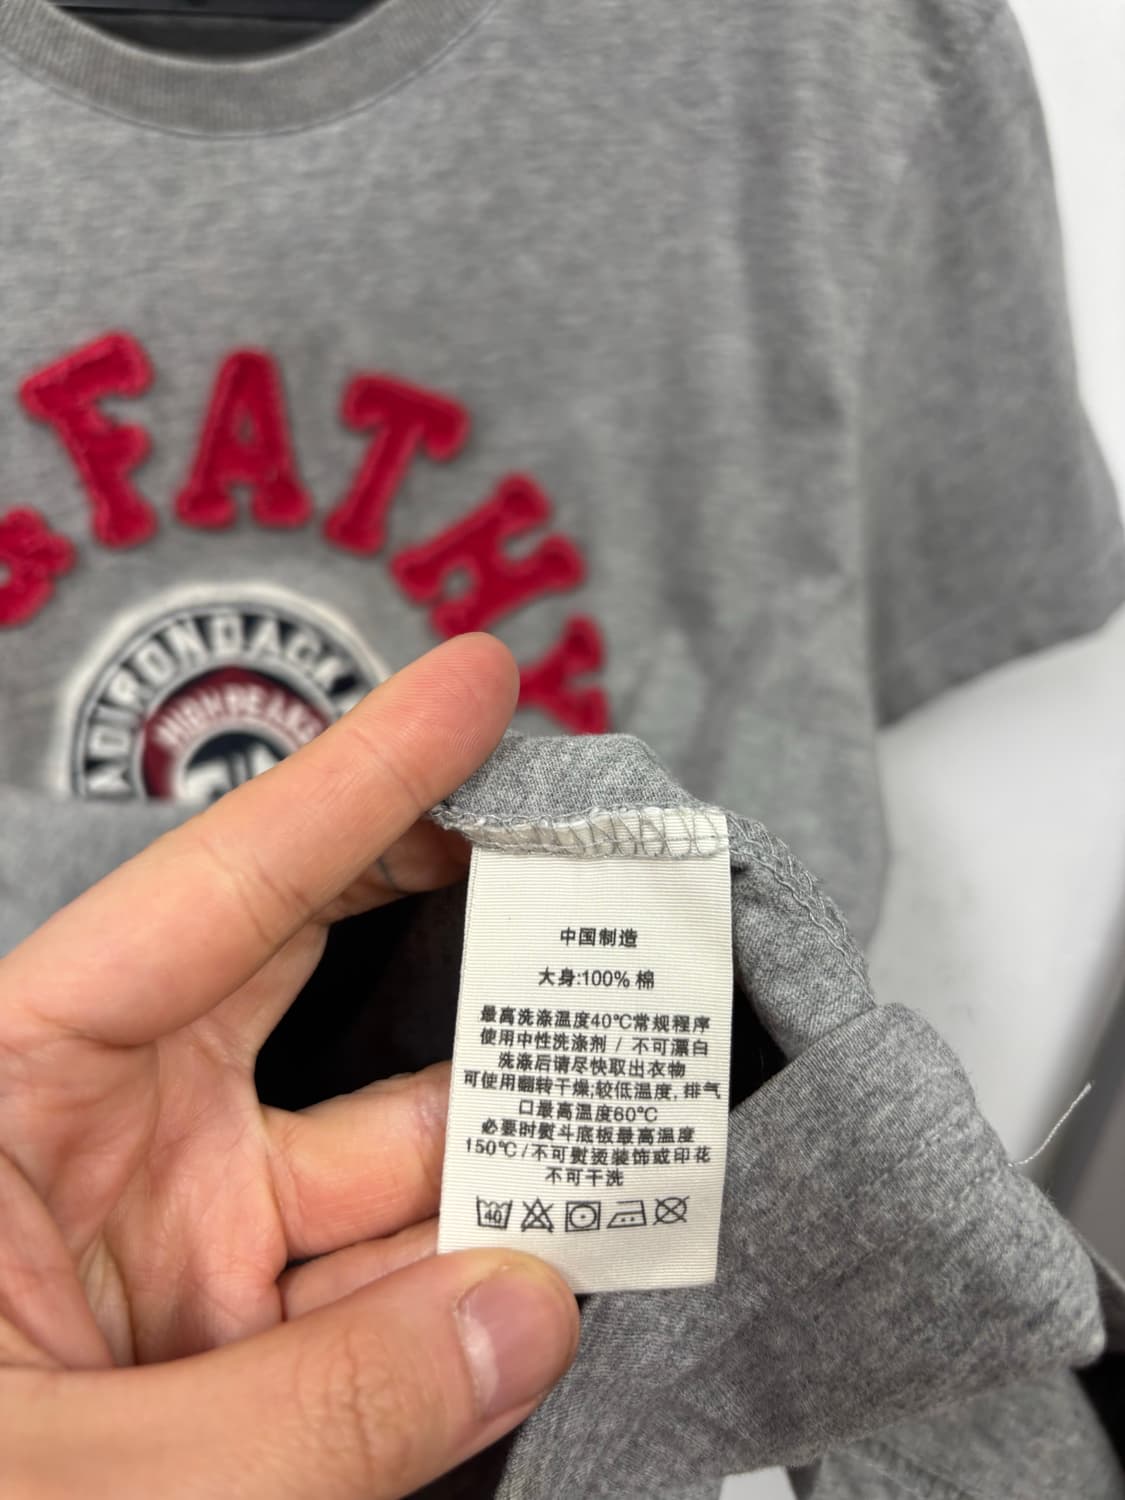 & FATHY
ADIRONDACK
HIGH PEAKS
中国制造
大身:100% 棉
最高洗涤温度40℃常规程序
使用中性洗涤剂 / 不可漂白
洗涤后请尽快取出衣物
可使用翻转干燥;较低温度, 排气
口最高温度60℃
必要时熨斗底板最高温度
150℃/不可熨烫装饰或印花
不可干洗
40